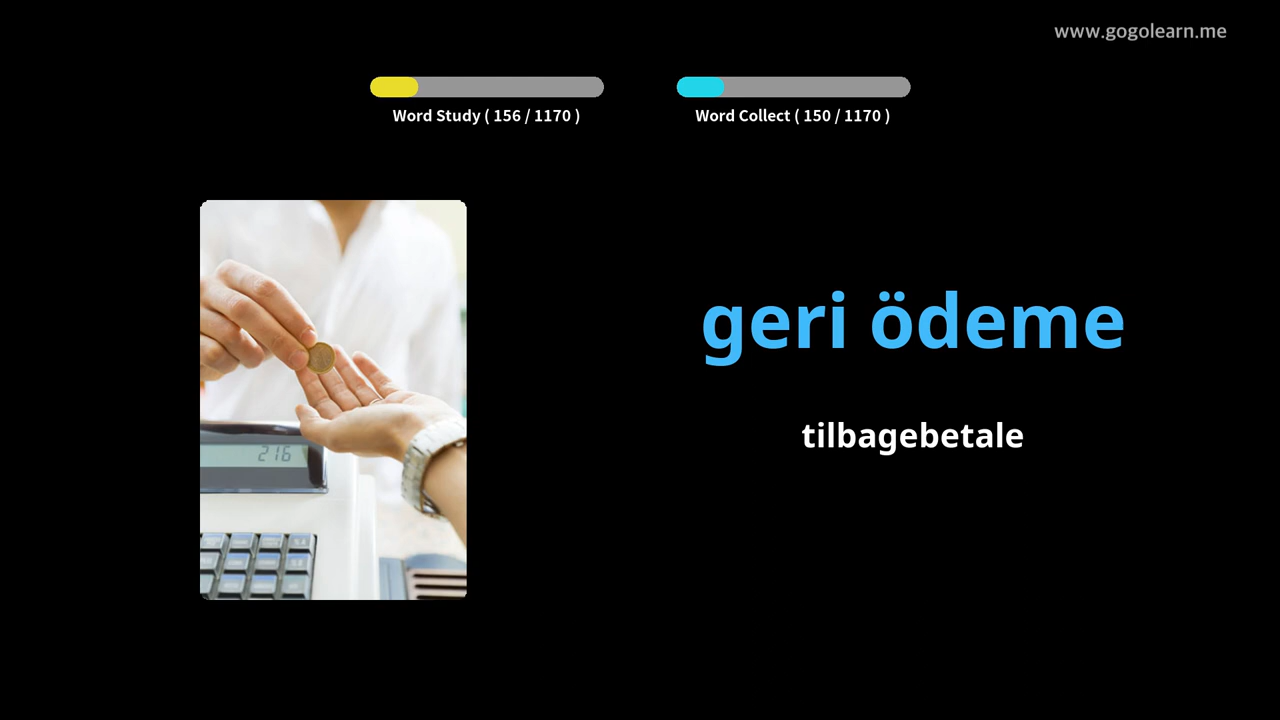 www.gogolearn.me
Word Study ( 156 / 1170 )
Word Collect ( 150 / 1170 )
geri ödeme
tilbagebetale
216